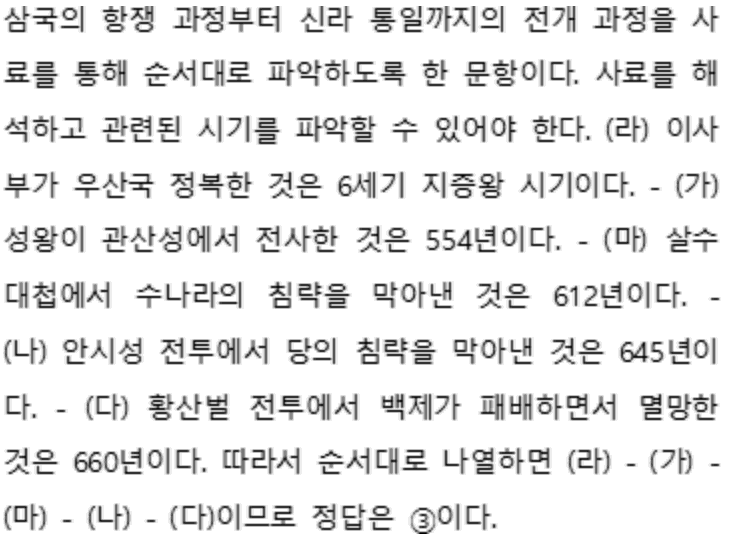 삼국의 항쟁 과정부터 신라 통일까지의 전개 과정을 사
료를 통해 순서대로 파악하도록 한 문항이다. 사료를 해
석하고 관련된 시기를 파악할 수 있어야 한다. (라) 이사
부가 우산국 정복한 것은 6세기 지증왕 시기이다. - (가)
성왕이 관산성에서 전사한 것은 554년이다. - (마) 살수
대첩에서 수나라의 침략을 막아낸 것은 612년이다. -
(나) 안시성 전투에서 당의 침략을 막아낸 것은 645년이
다. - (다) 황산벌 전투에서 백제가 패배하면서 멸망한
것은 660년이다. 따라서 순서대로 나열하면 (라) - (가) -
(마) - (나) - (다)이므로 정답은 ③이다.